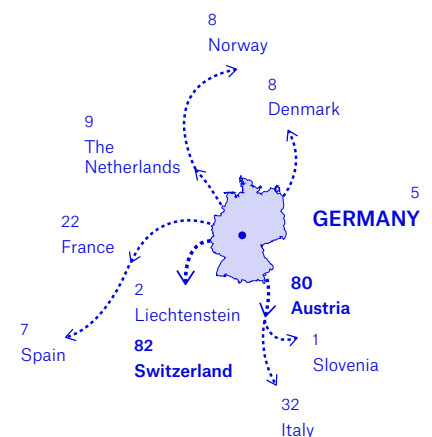 8
Norway
8
Denmark
9
The
Netherlands
5
GERMANY
22
France
2
Liechtenstein
80
Austria
7
Spain
82
Switzerland
1
Slovenia
32
Italy